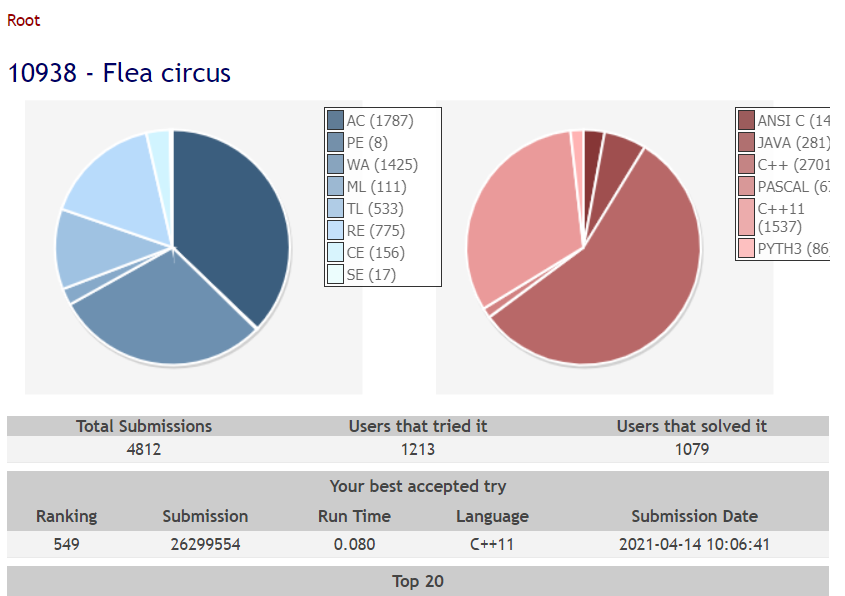 Root
10938 - Flea circus
AC (1787)
PE (8)
WA (1425)
ML (111)
TL (533)
RE (775)
CE (156)
SE (17)
ANSI C (14
JAVA (281)
C++ (2701
PASCAL (6
C++11
(1537)
PYTH3 (86
Total Submissions Users that tried it Users that solved it
4812 1213 1079
Your best accepted try
Ranking Submission Run Time Language Submission Date
549 26299554 0.080 C++11 2021-04-14 10:06:41
Top 20